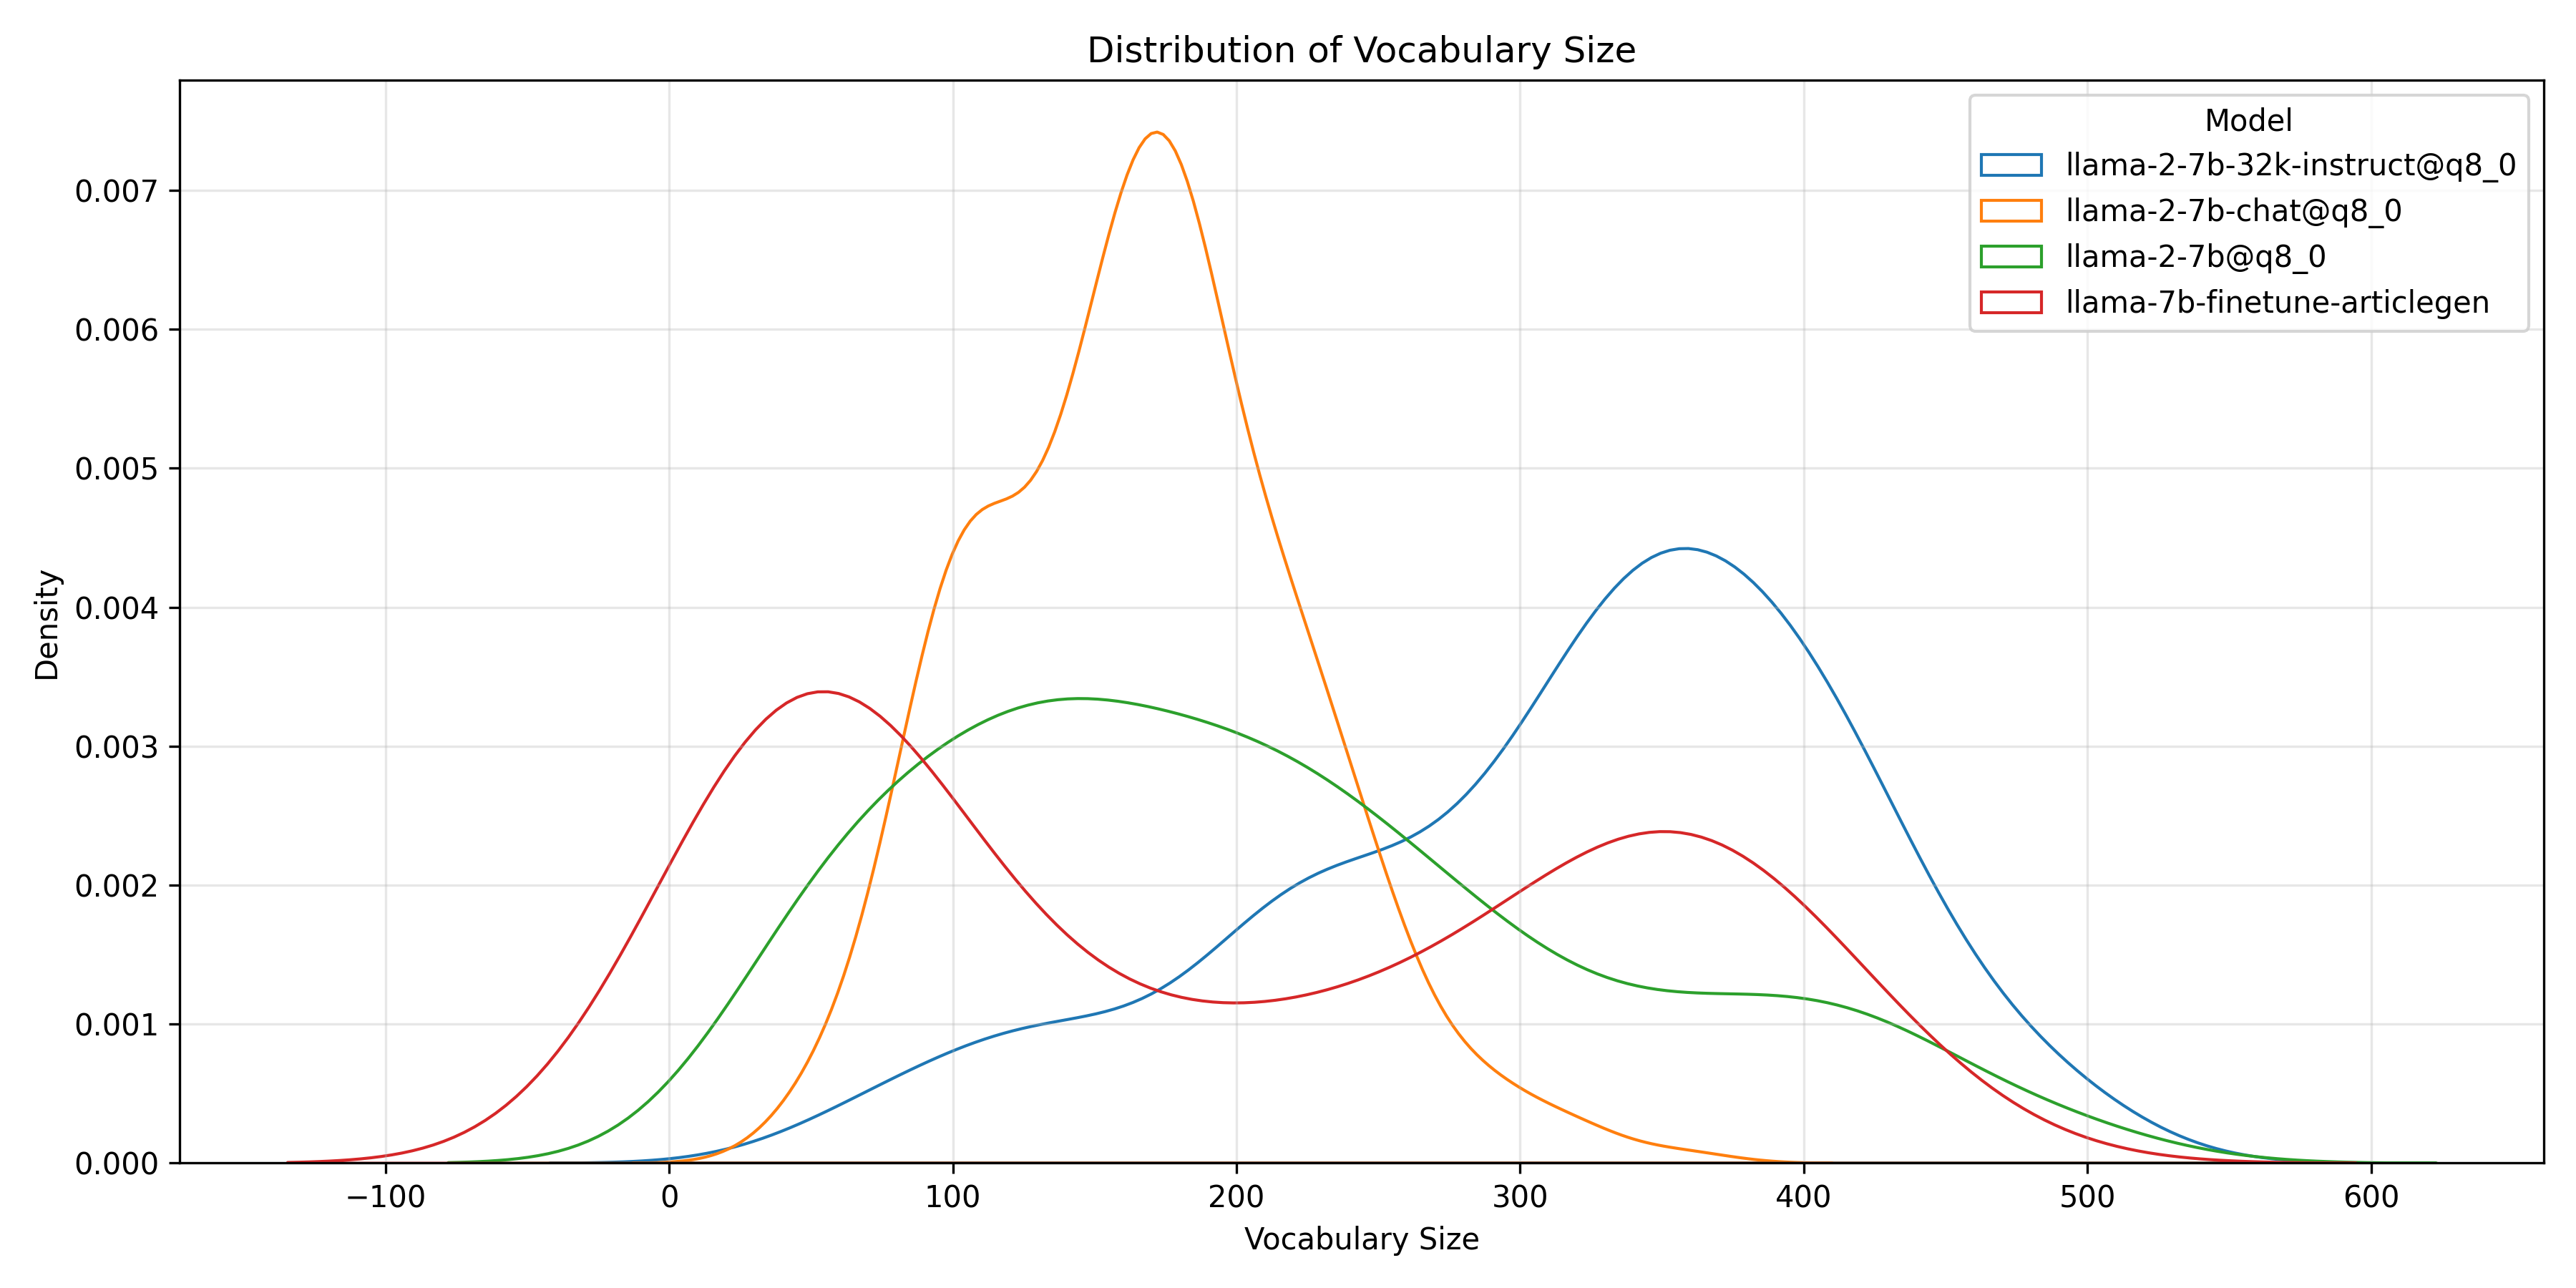 Distribution of Vocabulary Size
Model
llama-2-7b-32k-instruct@q8_0
llama-2-7b-chat@q8_0
llama-2-7b@q8_0
llama-7b-finetune-articlegen
Density
0.007
0.006
0.005
0.004
0.003
0.002
0.001
0.000
−100 0 100 200 300 400 500 600
Vocabulary Size